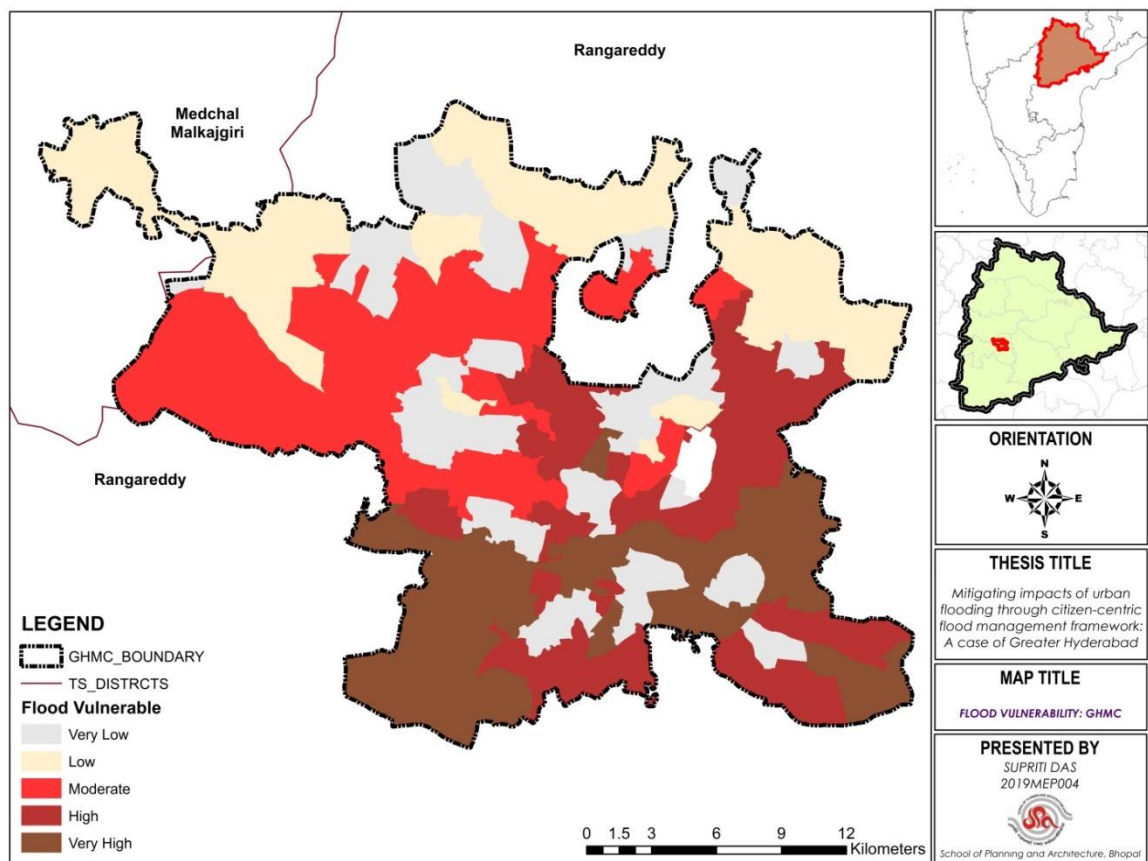 Rangareddy
Medchal
Malkajgiri
Rangareddy
LEGEND
GHMC_BOUNDARY
TS_DISTRCTS
Flood Vulnerable
Very Low
Low
Moderate
High
Very High
0 1.5 3 6 9 12
Kilometers
ORIENTATION
N
W E
S
THESIS TITLE
Mitigating impacts of urban
flooding through citizen-centric
flood management framework:
A case of Greater Hyderabad
MAP TITLE
FLOOD VULNERABILITY: GHMC
PRESENTED BY
SUPRITI DAS
2019MEP004
School of Planning and Architecture, Bhopal